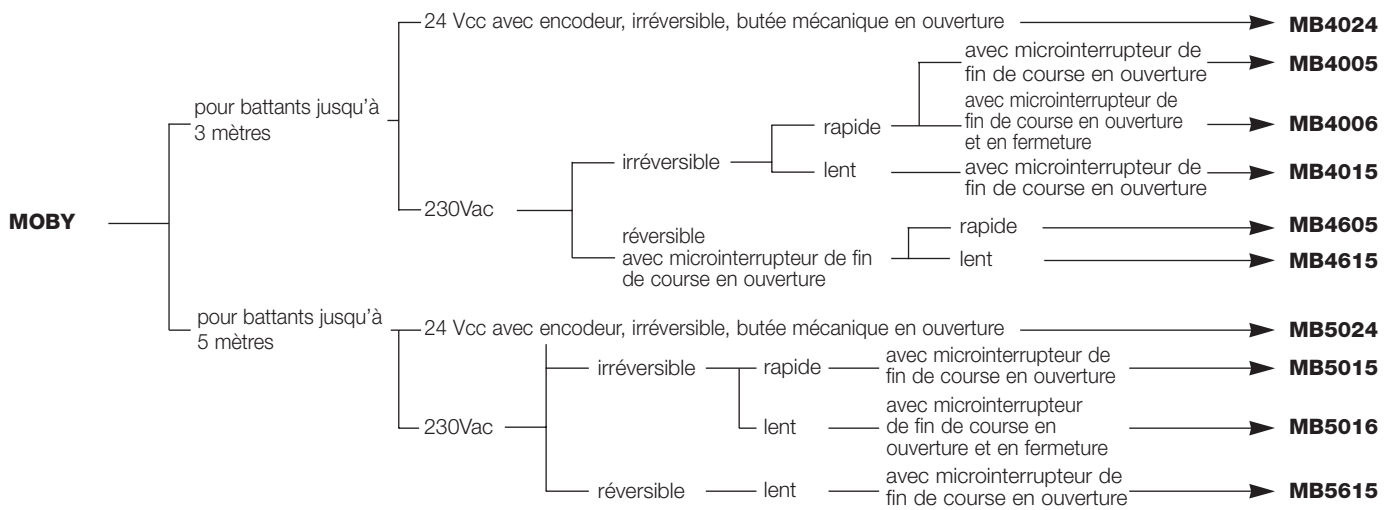 MOBY
pour battants jusqu'à
3 mètres
24 Vcc avec encodeur, irréversible, butée mécanique en ouverture
MB4024
230Vac
irréversible
rapide
avec microinterrupteur de
fin de course en ouverture
MB4005
avec microinterrupteur de
fin de course en ouverture
et en fermeture
MB4006
lent
avec microinterrupteur de
fin de course en ouverture
MB4015
réversible
avec microinterrupteur de fin
de course en ouverture
rapide
MB4605
lent
MB4615
pour battants jusqu'à
5 mètres
24 Vcc avec encodeur, irréversible, butée mécanique en ouverture
MB5024
230Vac
irréversible
rapide
avec microinterrupteur de
fin de course en ouverture
MB5015
lent
avec microinterrupteur
de fin de course en
ouverture et en fermeture
MB5016
réversible
lent
avec microinterrupteur de
fin de course en ouverture
MB5615